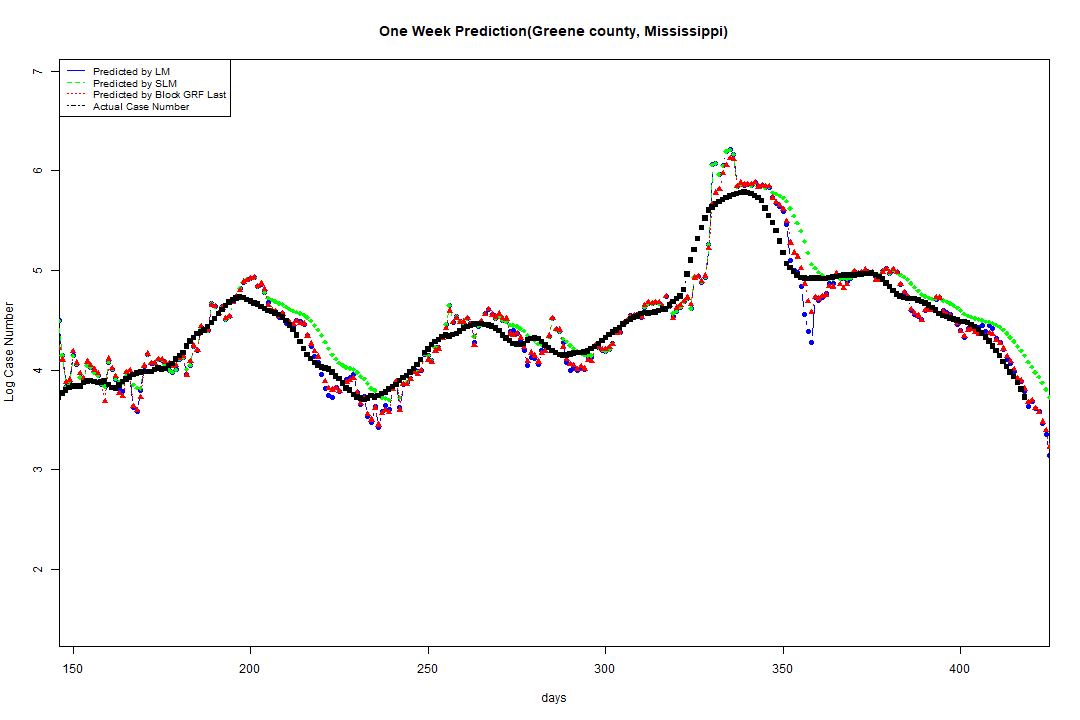 One Week Prediction(Greene county, Mississippi)
Predicted by LM
Predicted by SLM
Predicted by Block GRF Last
Actual Case Number
7
6
5
4
3
2
Log Case Number
150 200 250 300 350 400
days